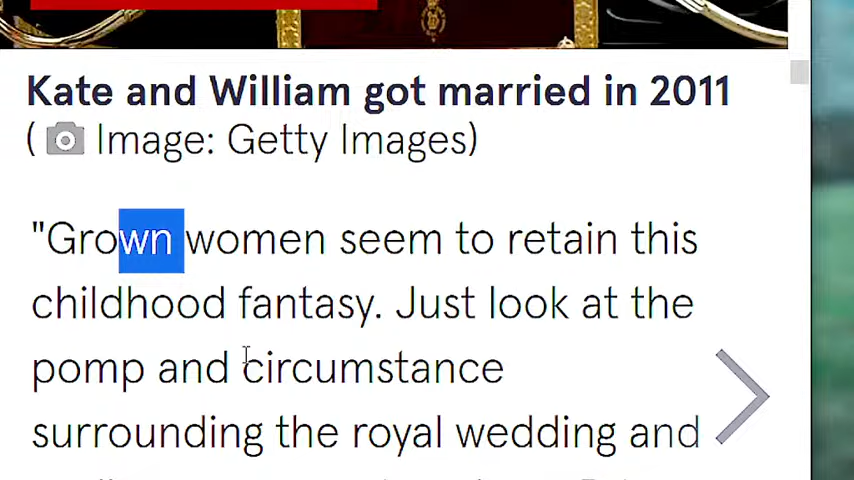 Kate and William got married in 2011
( Image: Getty Images)
"Grown women seem to retain this
childhood fantasy. Just look at the
pomp and circumstance
surrounding the royal wedding and